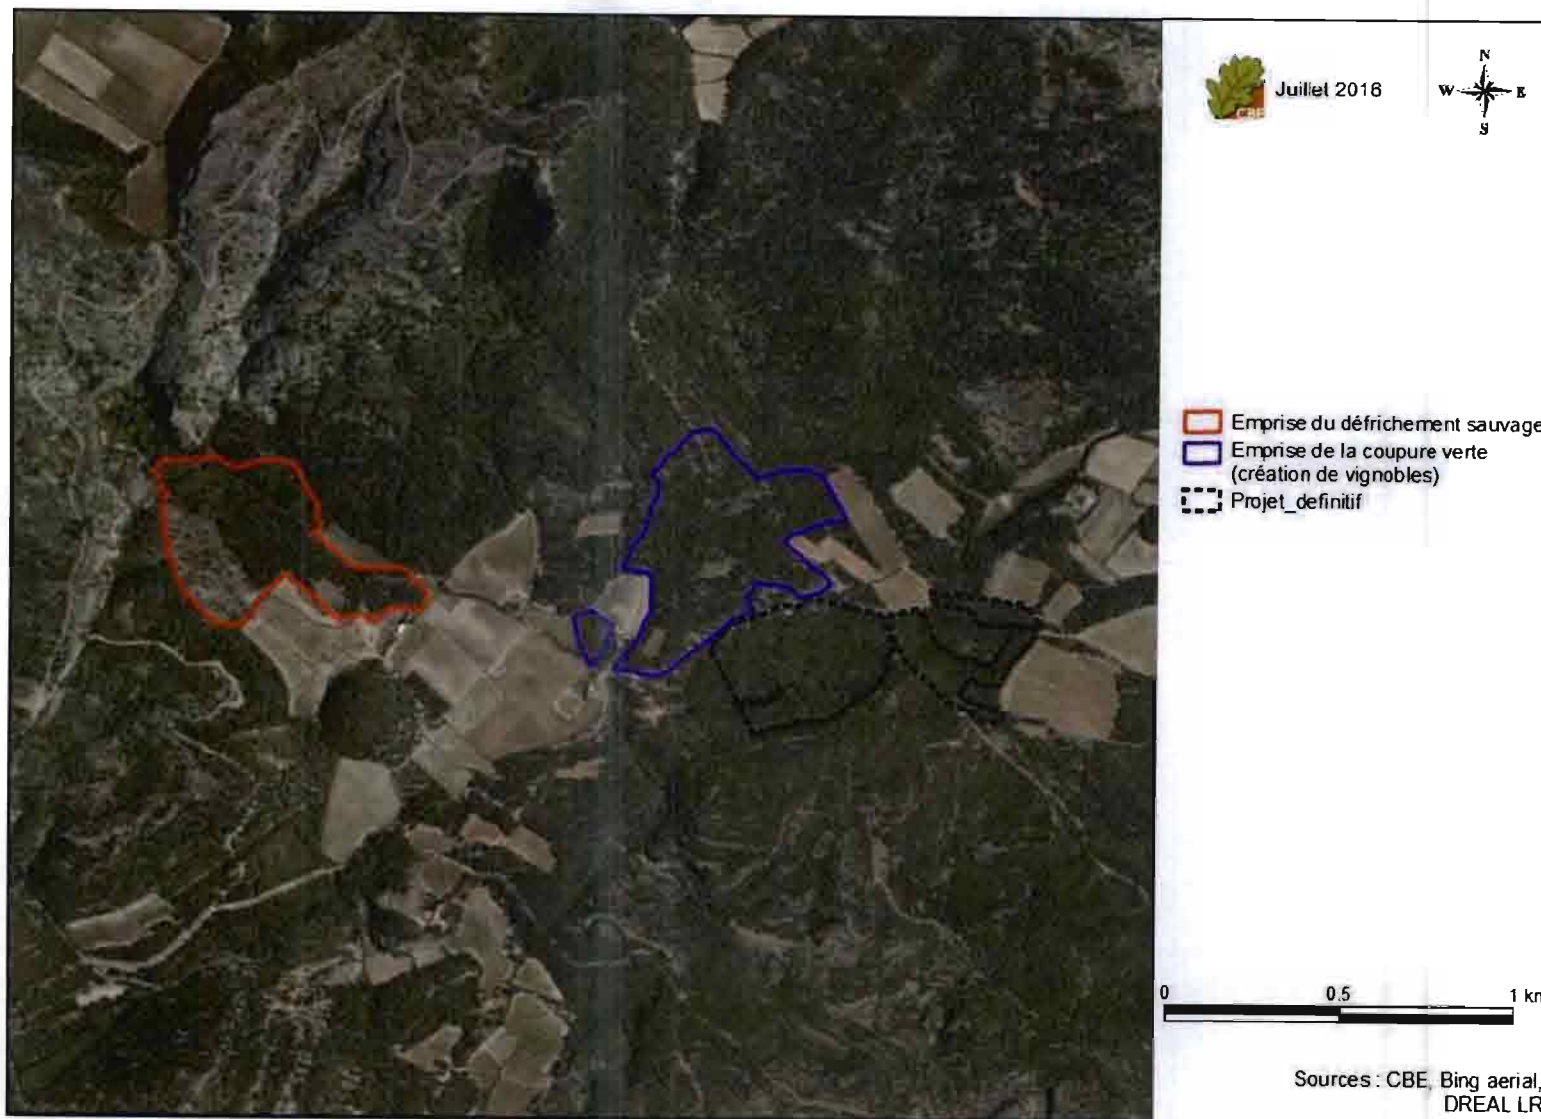 CBE
Juillet 2016
N
W E
S
Emprise du défrichement sauvage
Emprise de la coupure verte
(création de vignobles)
Projet_definitif
0 0.5 1 km
Sources : CBE, Bing aerial,
DREAL LR